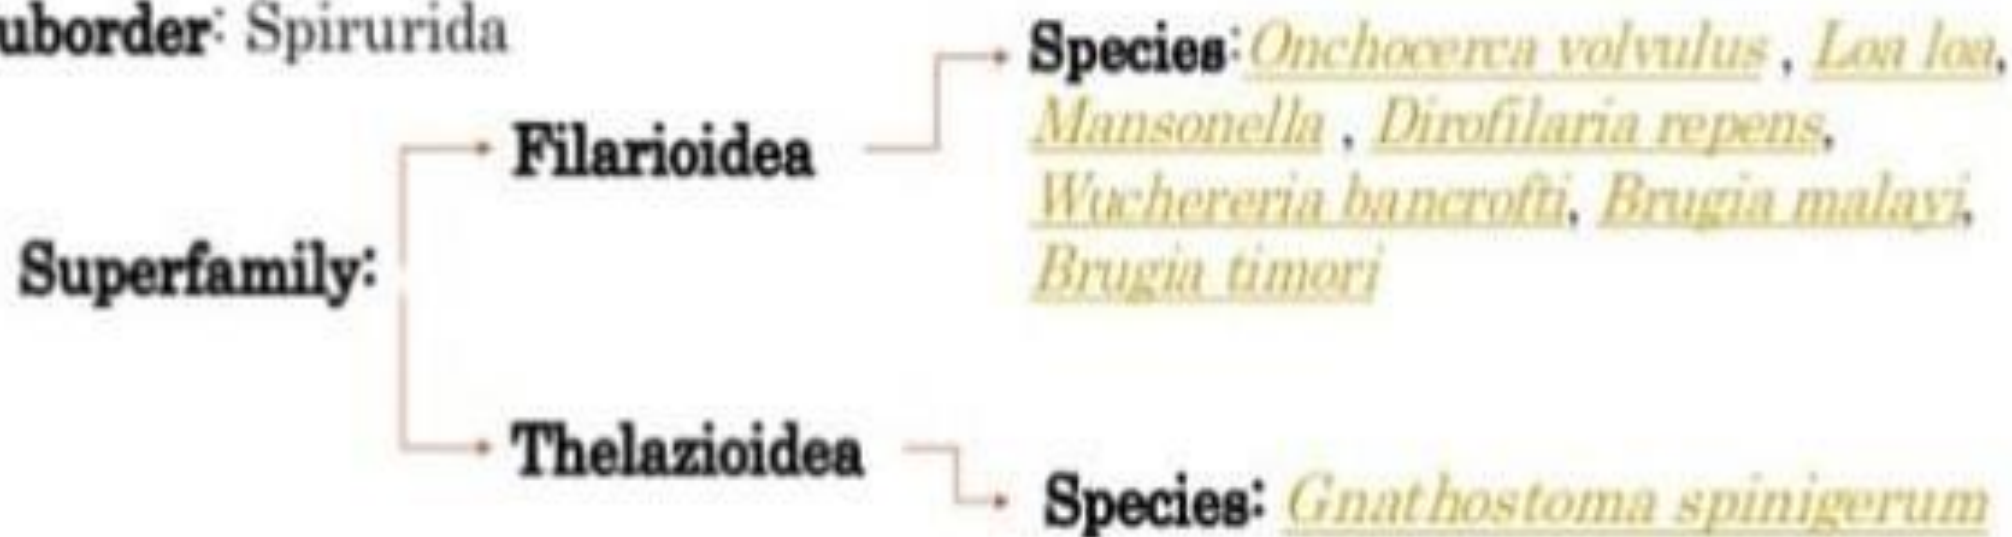 uborder: Spirurida
Species: Onchocerca volvulus , Loa loa,
Mansonella , Dirofilaria repens,
Filarioidea
Wuchereria bancrofti, Brugia malayi,
Brugia timori
Superfamily:
Thelazioidea
Species: Gnathostoma spinigerum